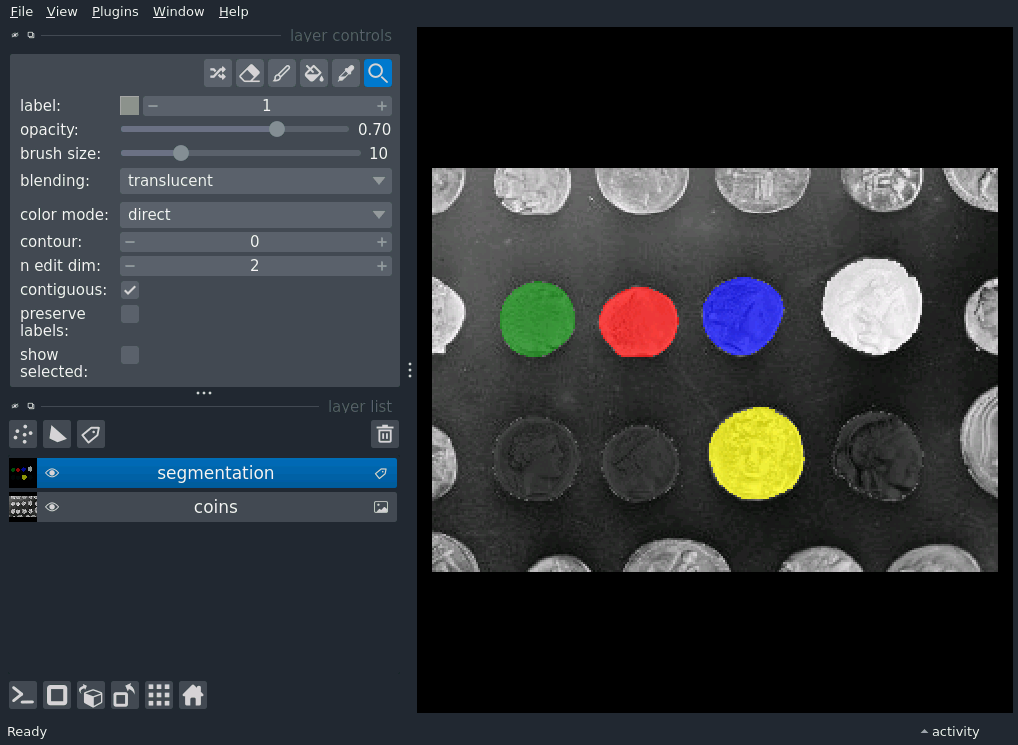 File View Plugins Window Help
layer controls
label: 1
opacity: 0.70
brush size: 10
blending: translucent
color mode: direct
contour: 0
n edit dim: 2
contiguous:
preserve
labels:
show
selected:
layer list
segmentation
coins
Ready
activity